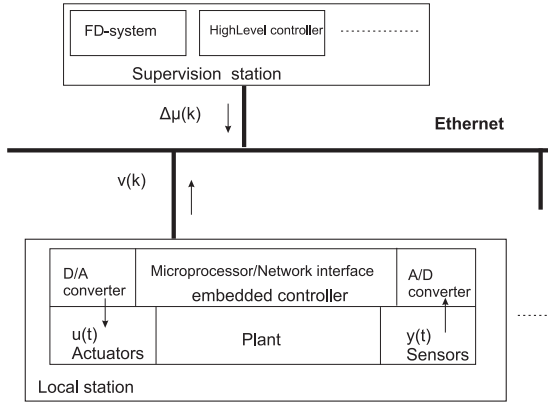 FD-system
HighLevel controller
Supervision station
Δμ(k)
Ethernet
v(k)
D/A
converter
Microprocessor/Network interface
embedded controller
A/D
converter
u(t)
Actuators
Plant
y(t)
Sensors
Local station